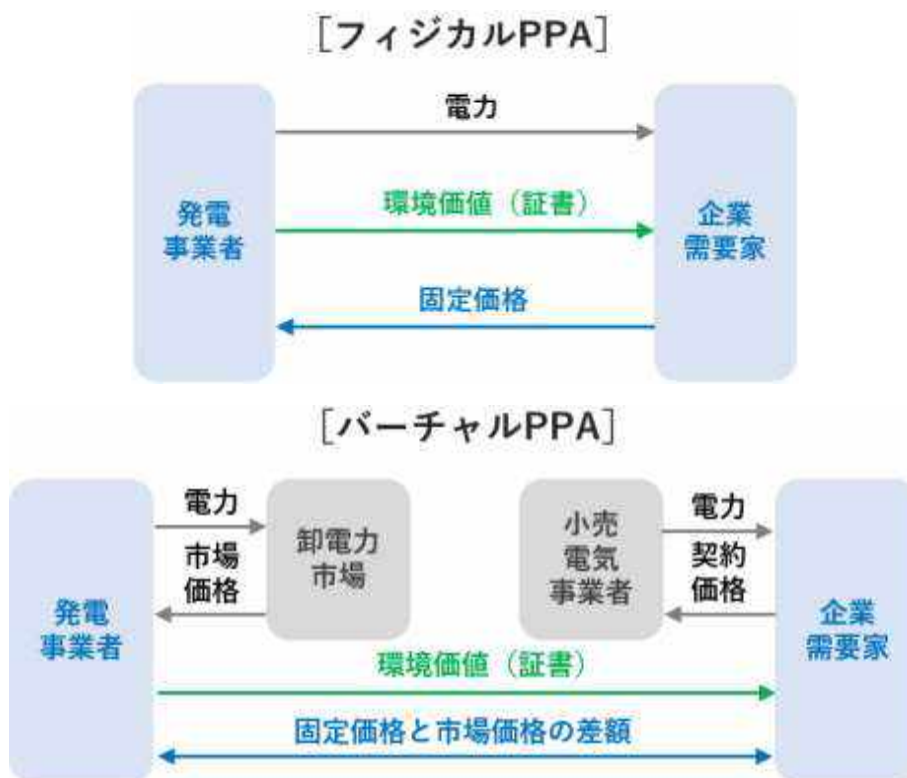 ［フィジカルPPA］
電力
環境価値（証書）
固定価格
発電
事業者
企業
需要家
［バーチャルPPA］
電力
市場
価格
卸電力
市場
小売
電気
事業者
電力
契約
価格
発電
事業者
企業
需要家
環境価値（証書）
固定価格と市場価格の差額